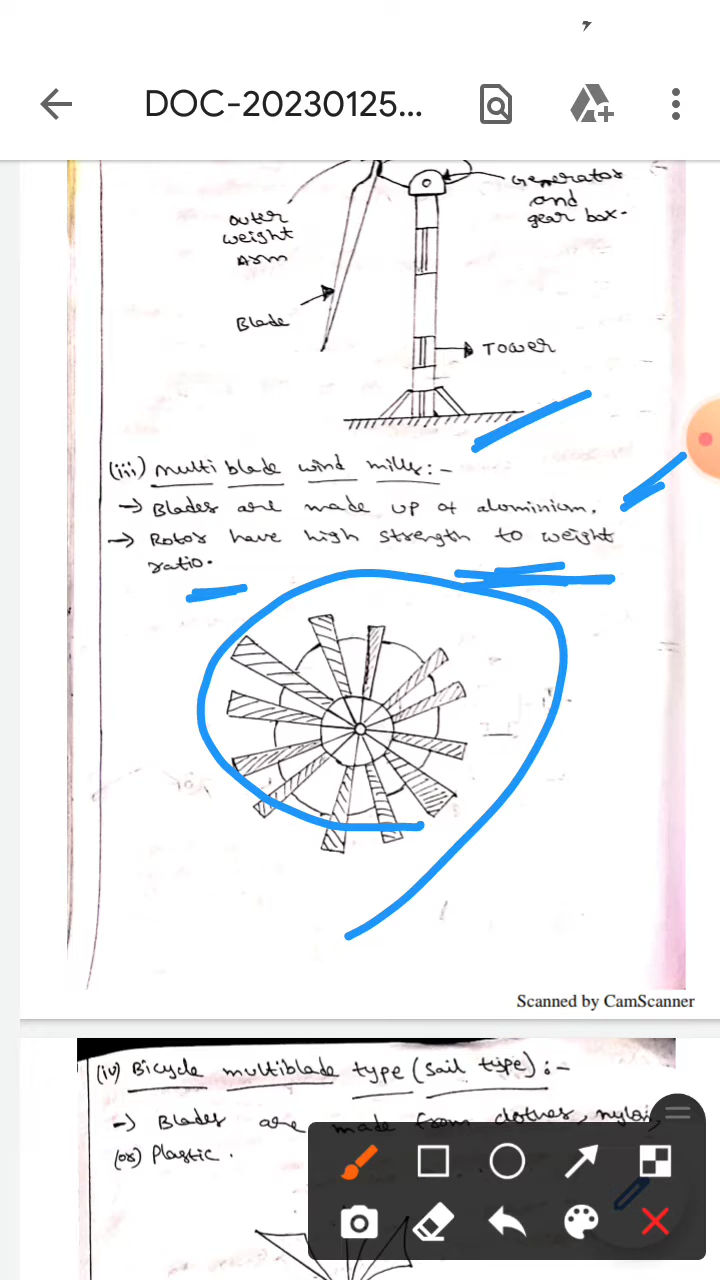 DOC-20230125...
Generator
and
gear box-
outer
weight
Arm
Blade
Tower
(iii) multi blade wind mills:-
→ Blades are made up of aluminium.
→ Rotor have high strength to weight
ratio.
Scanned by CamScanner
(iv) Bicycle multiblade type (sail type):-
→ Blades are made from clothes, nylon,
(or) Plastic.